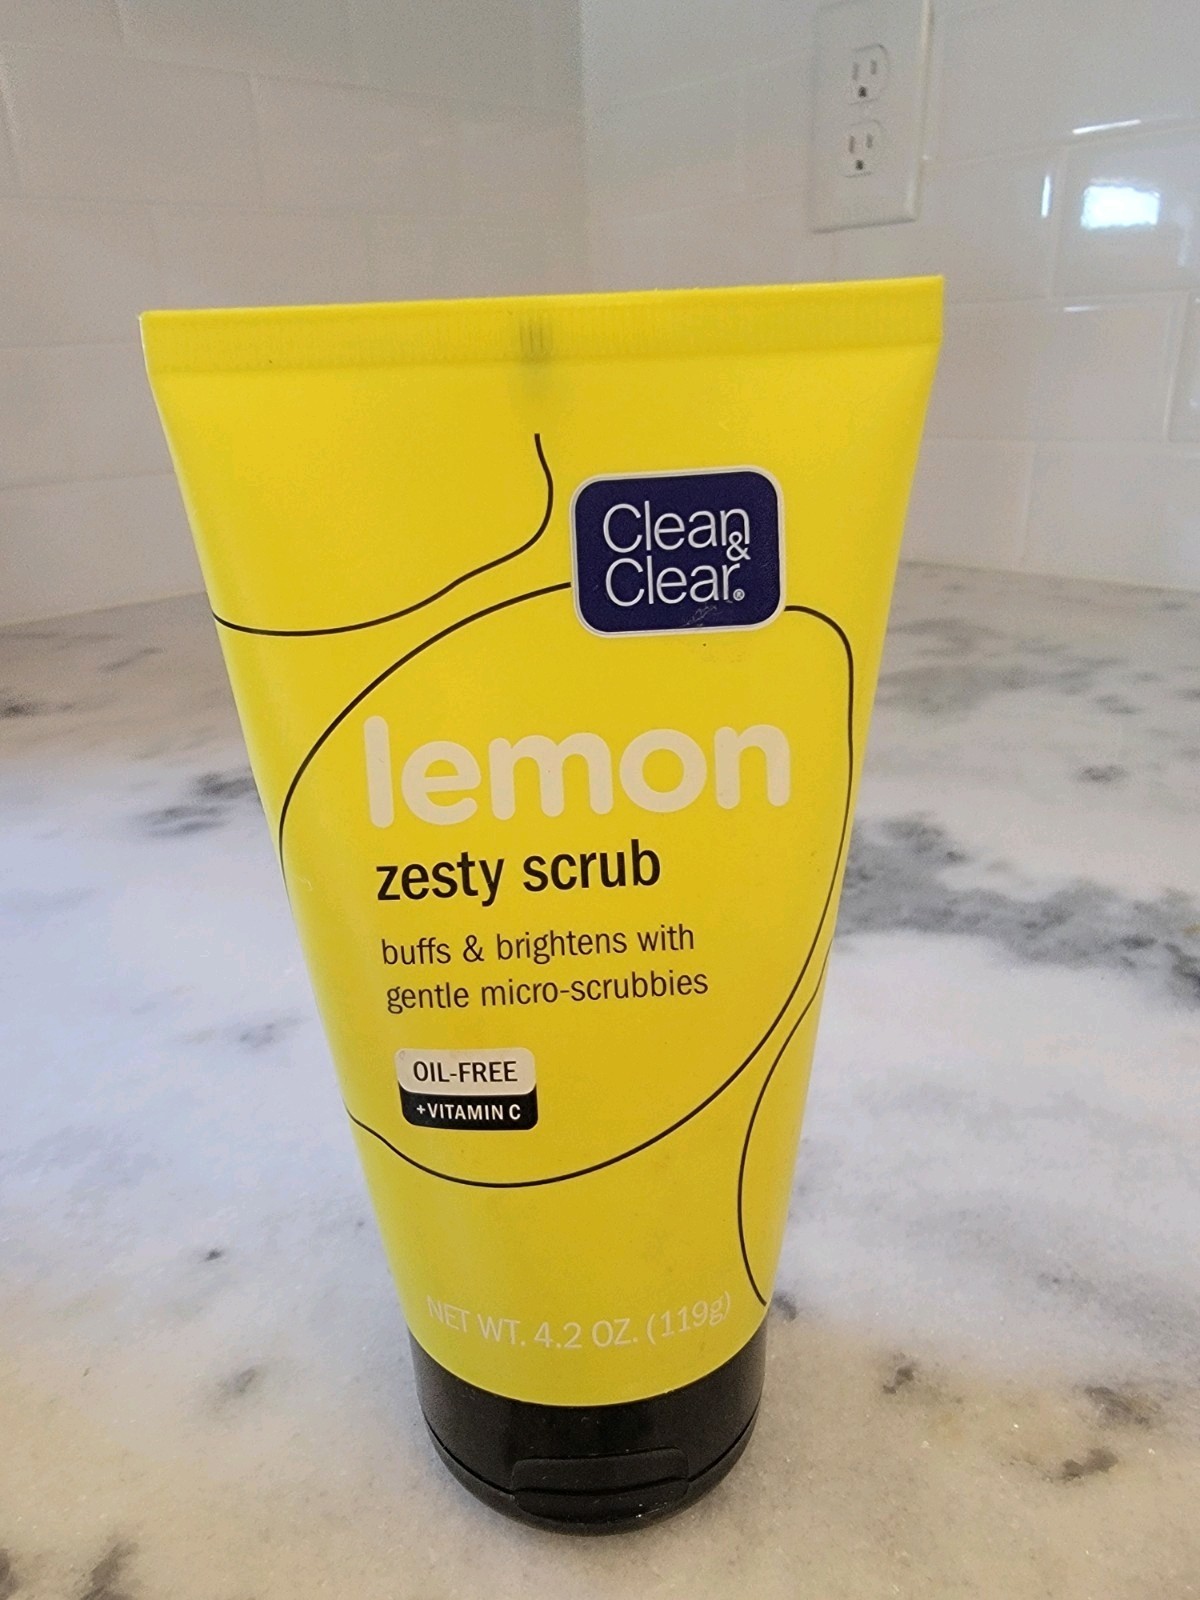 Clean
&
Clear®
lemon
zesty scrub
buffs & brightens with
gentle micro-scrubbies
OIL-FREE
+VITAMIN C
NET WT. 4.2 OZ. (119g)